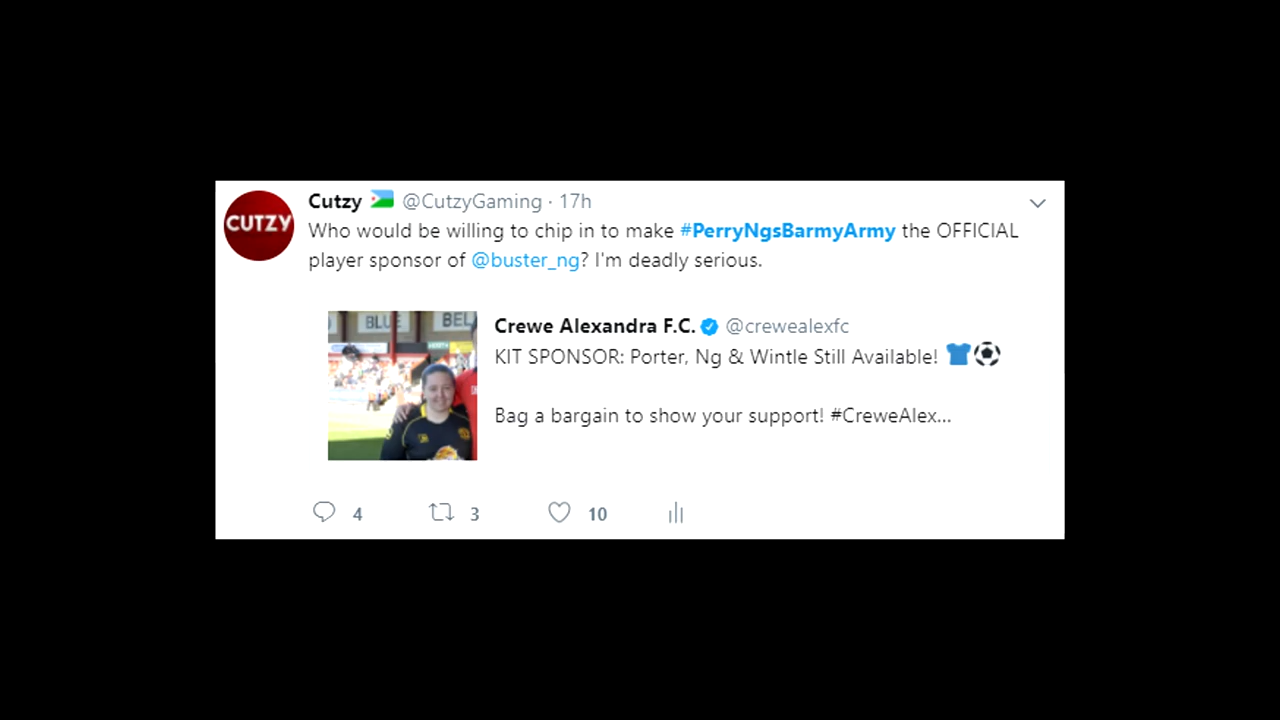 CUTZY
Cutzy @CutzyGaming · 17h
Who would be willing to chip in to make #PerryNgsBarmyArmy the OFFICIAL
player sponsor of @buster_ng? I'm deadly serious.
BLUE BEL
Crewe Alexandra F.C. @crewealexfc
KIT SPONSOR: Porter, Ng & Wintle Still Available!
Bag a bargain to show your support! #CreweAlex...
4 3 10